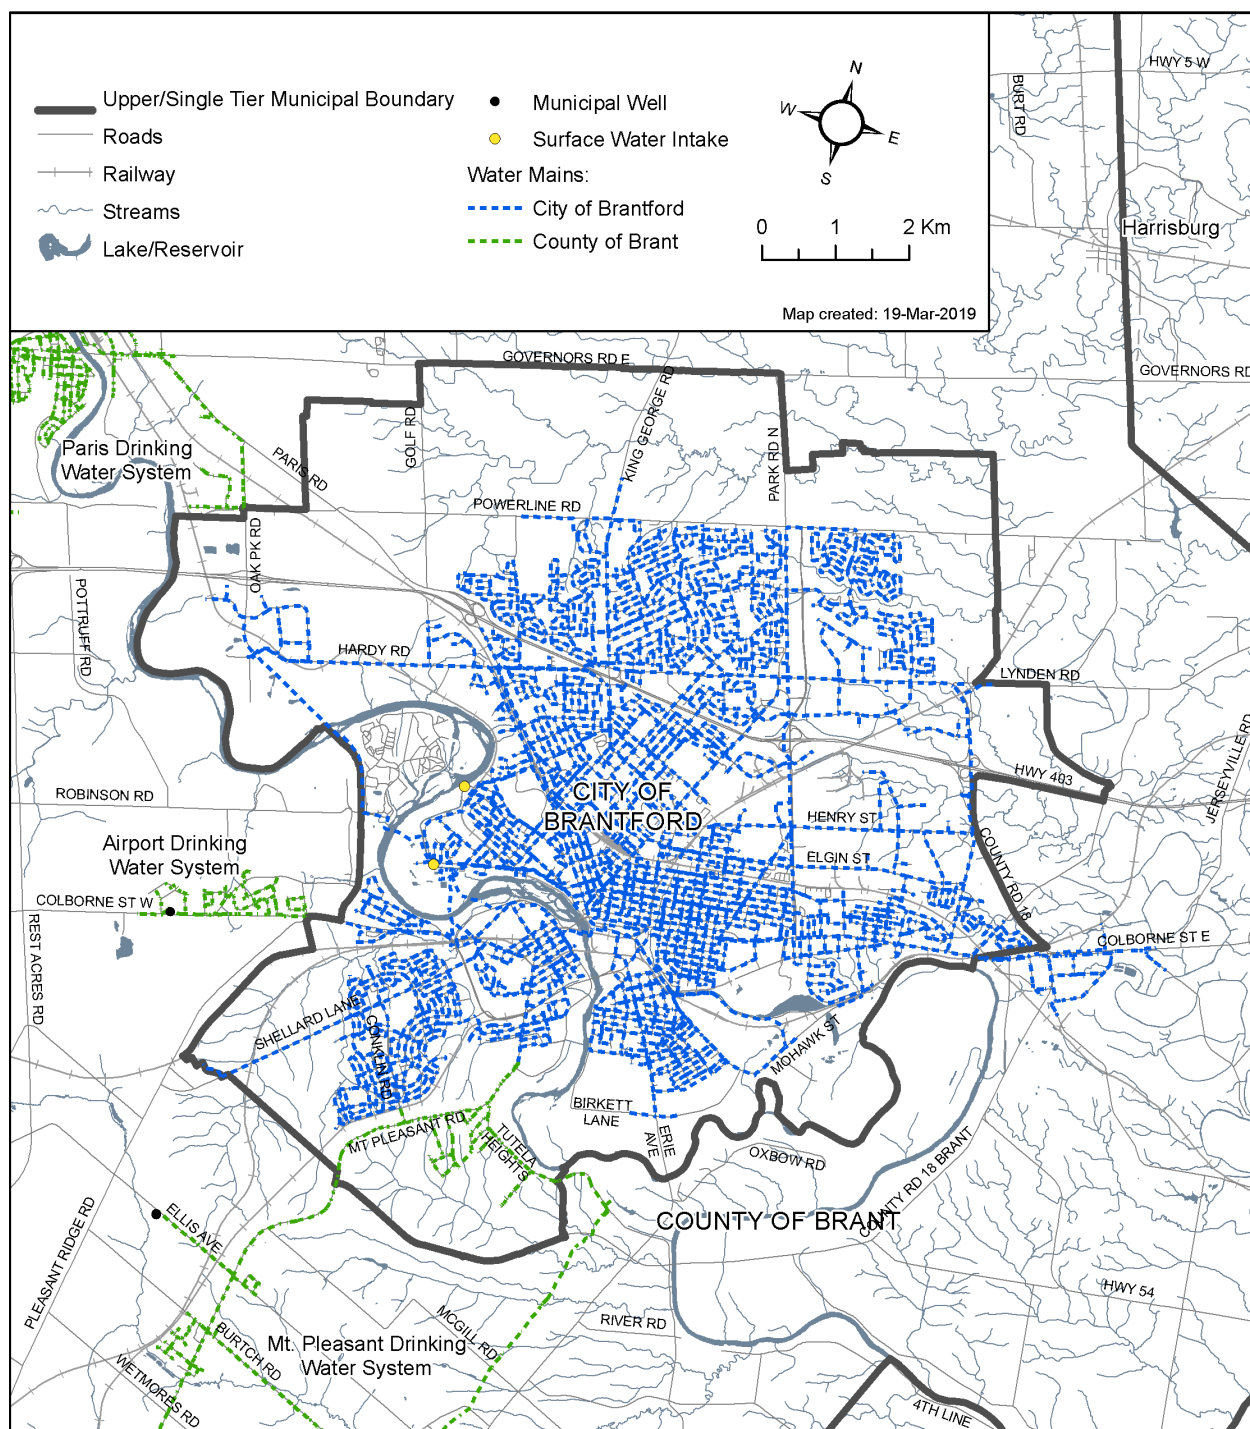 Upper/Single Tier Municipal Boundary
Roads
Railway
Streams
Lake/Reservoir
Municipal Well
Surface Water Intake
Water Mains:
City of Brantford
County of Brant
N
W
E
S
0 1 2 Km
Map created: 19-Mar-2019
HWY 5 W
BURT RD
Harrisburg
GOVERNORS RD E
GOVERNORS RD
KING GEORGE RD
GOLF RD
PARK RD N
Paris Drinking
Water System
PARIS RD
POWERLINE RD
OAK PK RD
POTTRUFF RD
HARDY RD
LYNDEN RD
JERSEYVILLE RD
HWY 403
ROBINSON RD
CITY OF
BRANTFORD
HENRY ST
Airport Drinking
Water System
ELGIN ST
COUNTY RD 18
COLBORNE ST W
REST ACRES RD
COLBORNE ST E
SHELLARD LANE
CONKLIN RD
MOHAWK ST
BIRKETT
LANE
ERIE
AVE
MT PLEASANT RD
TUTELA
HEIGHTS
OXBOW RD
COUNTY RD 18 BRANT
COUNTY OF BRANT
ELLIS AVE
PLEASANT RIDGE RD
HWY 54
MCGILL RD
RIVER RD
BURTCH RD
Mt. Pleasant Drinking
Water System
WETMORES RD
4TH LINE